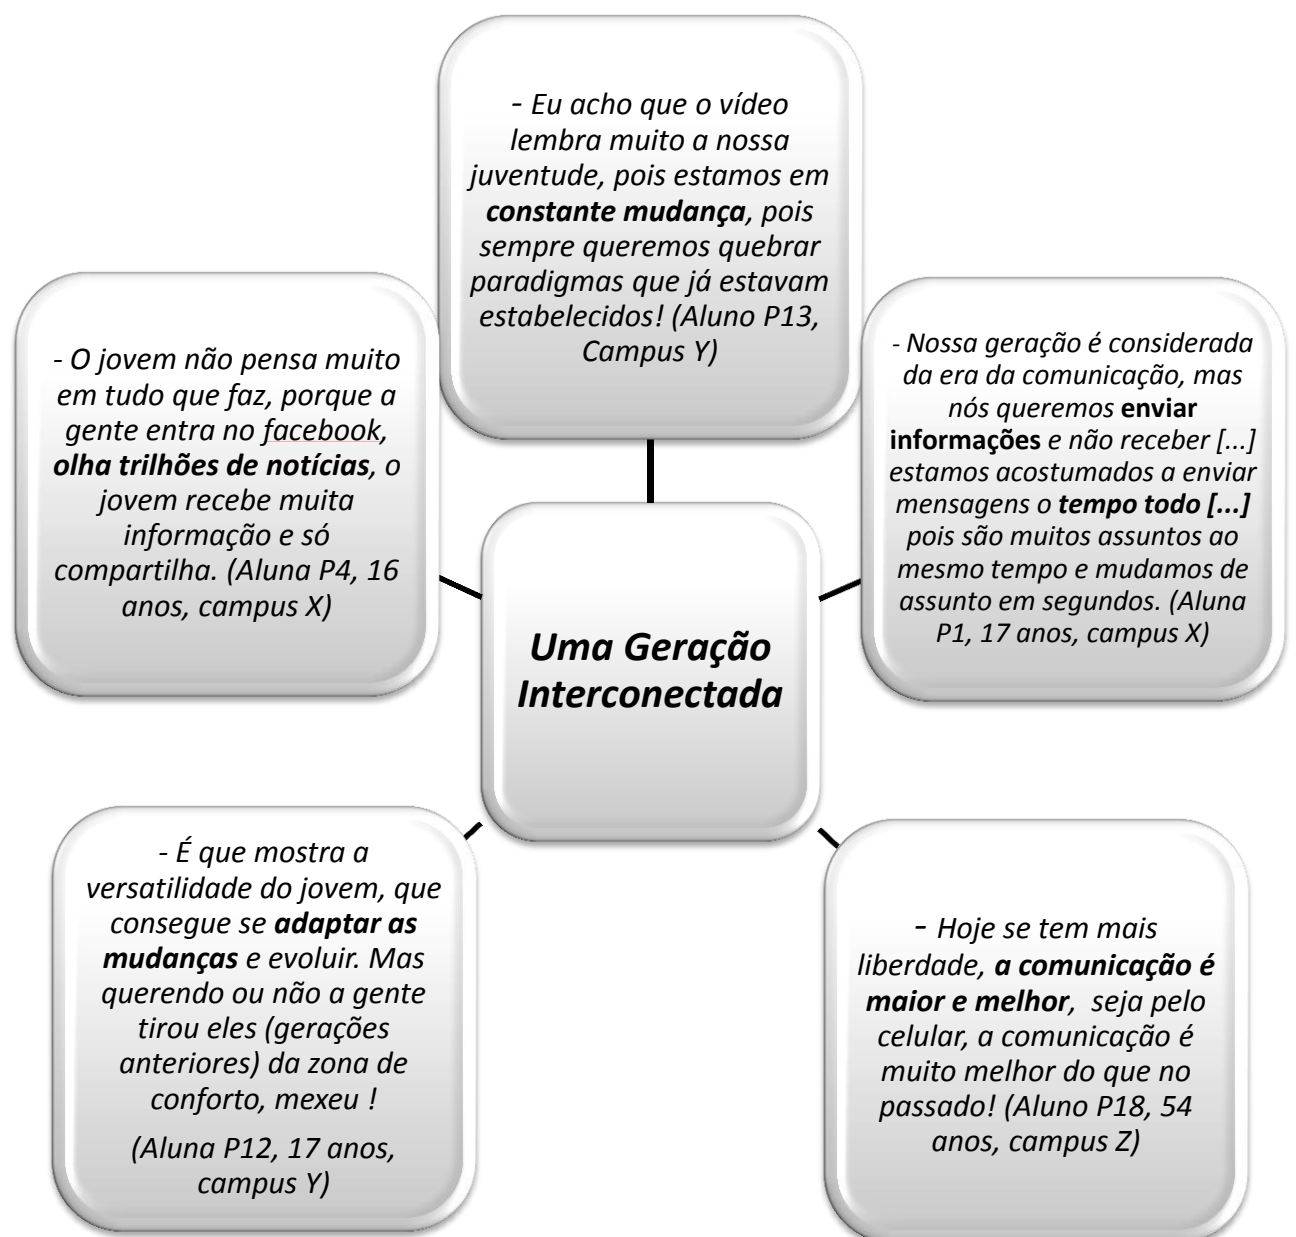 - Eu acho que o vídeo
lembra muito a nossa
juventude, pois estamos em
constante mudança, pois
sempre queremos quebrar
paradigmas que já estavam
estabelecidos! (Aluno P13,
Campus Y)
- O jovem não pensa muito
em tudo que faz, porque a
gente entra no facebook,
olha trilhões de notícias, o
jovem recebe muita
informação e só
compartilha. (Aluna P4, 16
anos, campus X)
- Nossa geração é considerada
da era da comunicação, mas
nós queremos enviar
informações e não receber [...]
estamos acostumados a enviar
mensagens o tempo todo [...]
pois são muitos assuntos ao
mesmo tempo e mudamos de
assunto em segundos. (Aluna
P1, 17 anos, campus X)
Uma Geração
Interconectada
- É que mostra a
versatilidade do jovem, que
consegue se adaptar as
mudanças e evoluir. Mas
querendo ou não a gente
tirou eles (gerações
anteriores) da zona de
conforto, mexeu !
(Aluna P12, 17 anos,
campus Y)
- Hoje se tem mais
liberdade, a comunicação é
maior e melhor, seja pelo
celular, a comunicação é
muito melhor do que no
passado! (Aluno P18, 54
anos, campus Z)